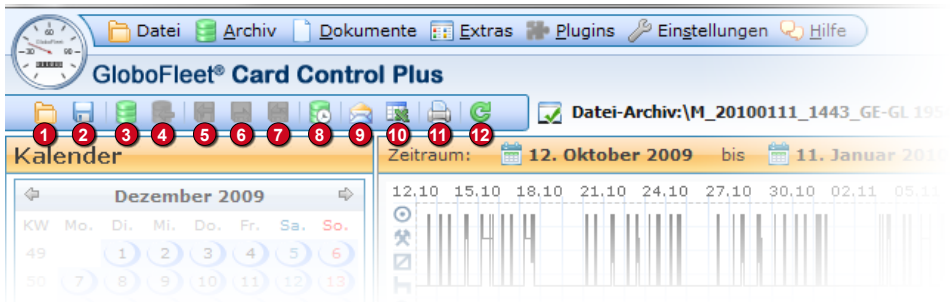 Datei Archiv Dokumente Extras Plugins Einstellungen Hilfe
GloboFleet® Card Control Plus
1 2 3 4 5 6 7 8 9 10 11 12
Datei-Archiv:\M_20100111_1443_GE-GL 195
Kalender
Zeitraum: 12. Oktober 2009 bis 11. Januar 2010
Dezember 2009
12.10 15.10 18.10 21.10 24.10 27.10 30.10 02.11 05.11
KW Mo. Di. Mi. Do. Fr. Sa. So.
49 1 2 3 4 5 6
50 7 8 9 10 11 12 13